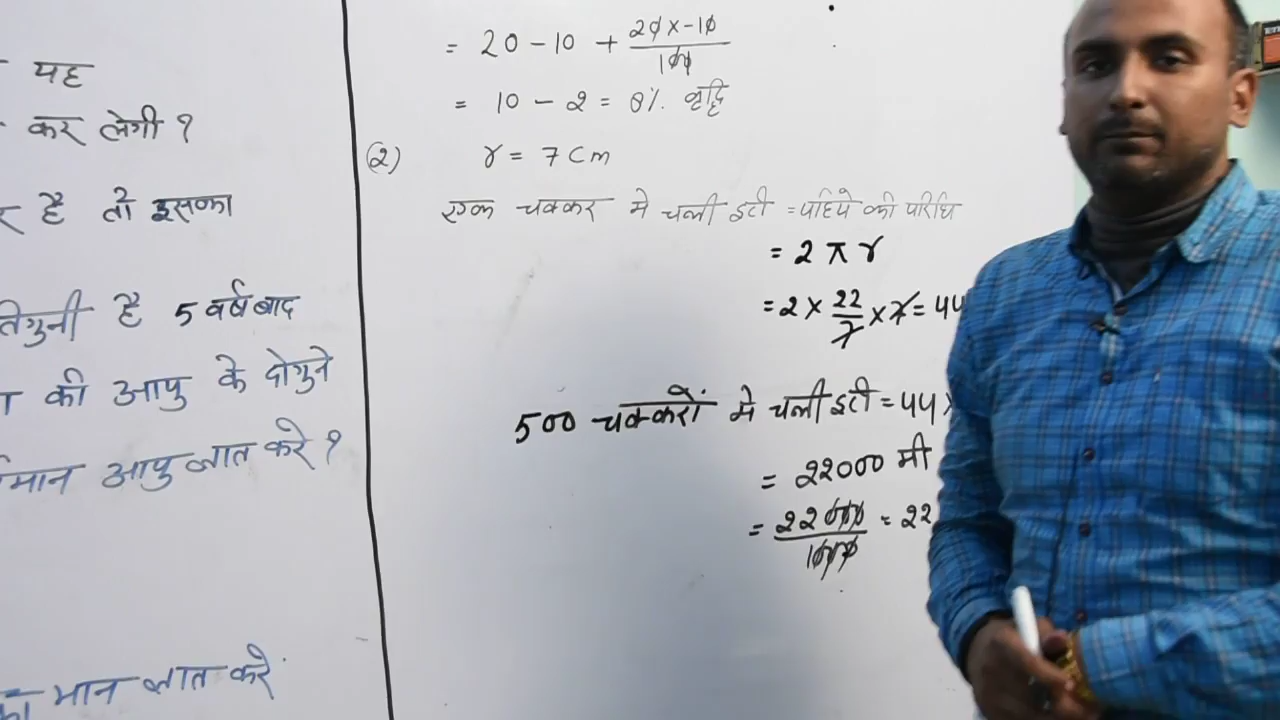 यह
कर लेगी ?
है तो इसका
तिगुनी है 5 वर्ष बाद
की आयु के दोगुने
र्तमान आयु ज्ञात करे ?
का मान ज्ञात करे
= 20 - 10 + 20 x -10 / 100
= 10 - 2 = 8% वृद्धि
(2) r = 7 cm
एक चक्कर मे चली दूरी = पहिये की परिधि
= 2 π r
= 2 × 22/7 × 7 = 44
500 चक्करों मे चली दूरी = 44 ×
= 22000 मी
= 22000/1000 = 22